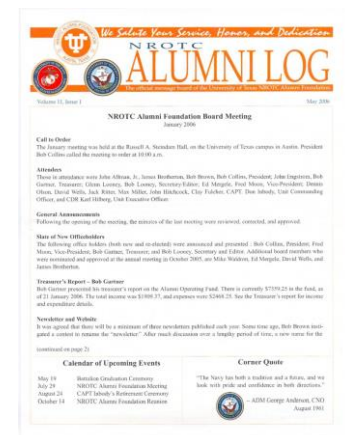 We Salute Your Service, Honor, and Dedication
NROTC
ALUMNI LOG
The official message board of the University of Texas NROTC Alumni Foundation
Volume 11, Issue 1 May 2006
NROTC Alumni Foundation Board Meeting
January 2006
Call to Order
The January meeting was held at the Russell A. Steindam Hall, on the University of Texas campus in Austin. President
Bob Collins called the meeting to order at 10:00 a.m.
Attendees
Those in attendance were John Allman, Jr., James Brotherton, Bob Brown, Bob Collins, President, John Engstrom, Bob
Gartner, Treasurer, Glenn Looney, Bob Looney, Secretary/Editor, Ed Mergele, Fred Moon, Vice-President, Dennis
Olson, David Wells, Jack Ritter, Max Miller, John Hitchcock, Clay Fulcher, CAPT. Dan Jabody, Unit Commanding
Officer, and CDR Karl Hilberg, Unit Executive Officer.
General Announcements
Following the opening of the meeting, the minutes of the last meeting were reviewed, corrected, and approved.
Slate of New Officeholders
The following office holders (both new and re-elected) were announced and presented : Bob Collins, President, Fred
Moon, Vice-President, Bob Gantner, Treasurer, and Bob Looney, Secretary and Editor. Additional board members who
were nominated and approved at the annual meeting in October 2005, are Mike Waldron, Ed Mergele, David Wells, and
James Brotherton.
Treasurer's Report – Bob Gartner
Bob Gartner presented his treasurer's report on the Alumni Operating Fund. There is currently $7559.25 in the fund, as
of 21 January 2006. The total income was $1908.37, and expenses were $2468.25. See the Treasurer's report for income
and expenditure details.
Newsletter and Website
It was agreed that there will be a minimum of three newsletters published each year. Some time ago, Bob Brown insti-
gated a contest to rename the "newsletter." After much discussion over a lengthy period of time, a new name for the
(continued on page 2)
Calendar of Upcoming Events
May 19 Battalion Graduation Ceremony
July 29 NROTC Alumni Foundation Meeting
August 24 CAPT Jabody's Retirement Ceremony
October 14 NROTC Alumni Foundation Reunion
Corner Quote
"The Navy has both a tradition and a future, and we
look with pride and confidence in both directions."
– ADM George Anderson, CNO
August 1961